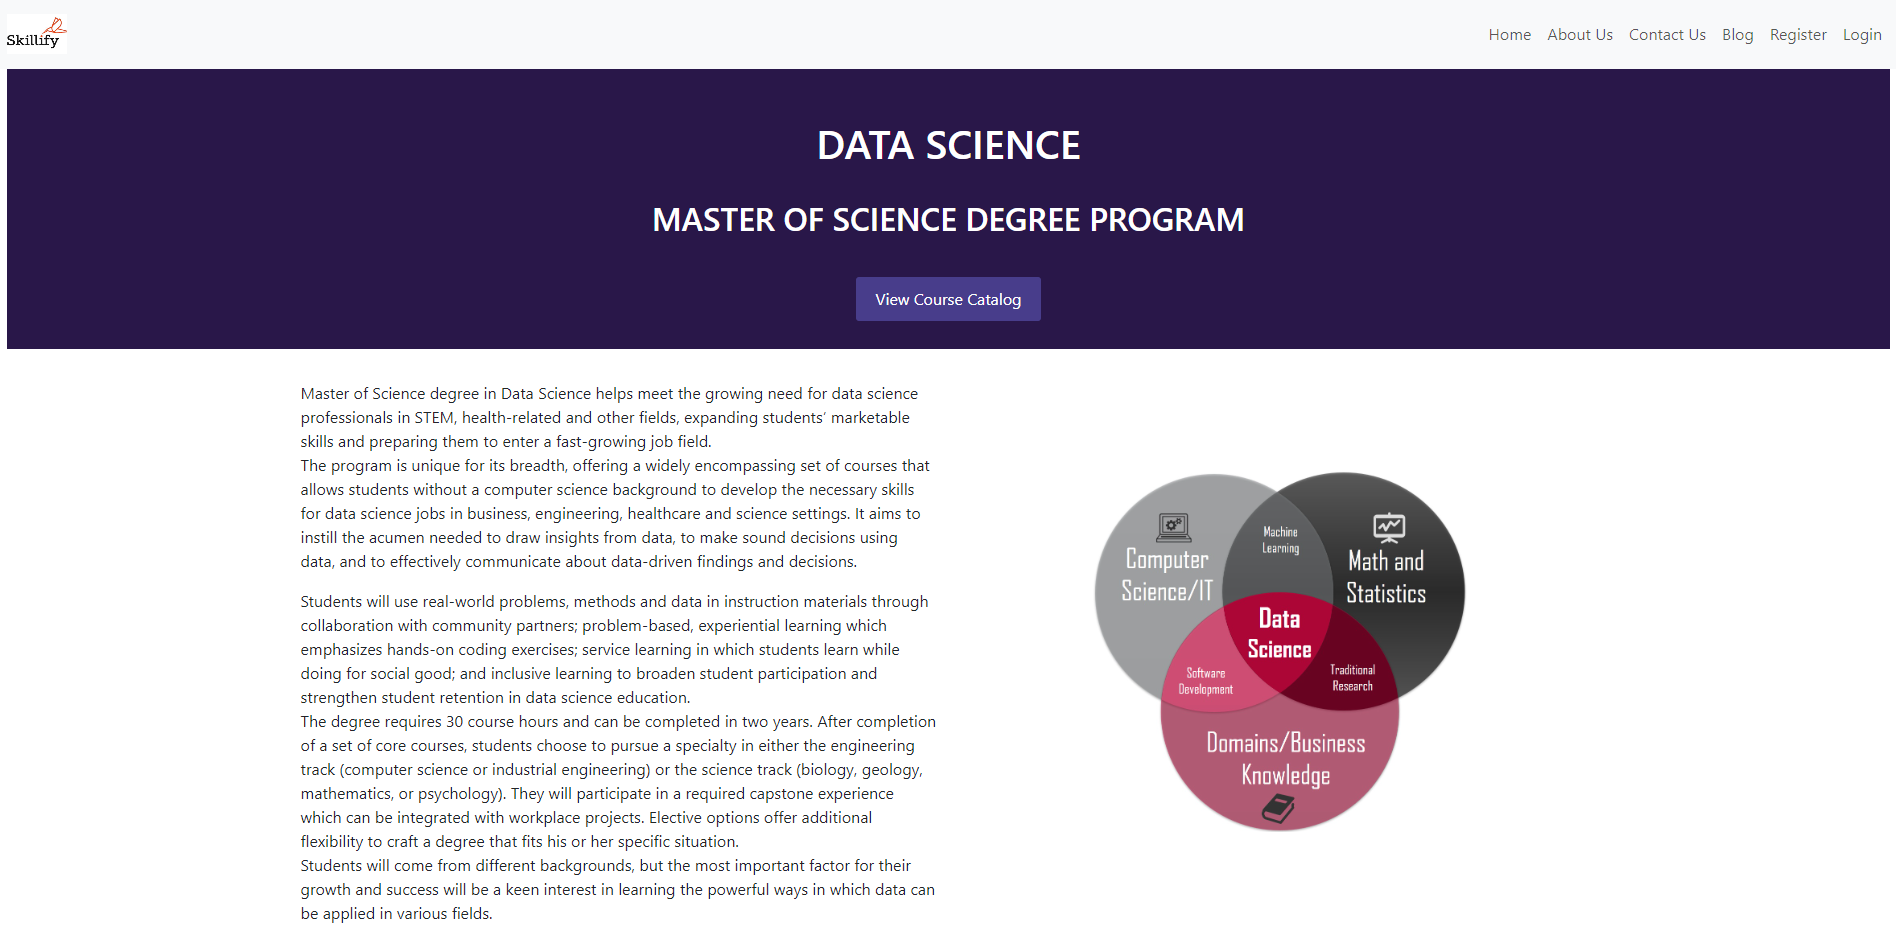 Skillify
Home About Us Contact Us Blog Register Login
DATA SCIENCE
MASTER OF SCIENCE DEGREE PROGRAM
View Course Catalog
Master of Science degree in Data Science helps meet the growing need for data science
professionals in STEM, health-related and other fields, expanding students’ marketable
skills and preparing them to enter a fast-growing job field.
The program is unique for its breadth, offering a widely encompassing set of courses that
allows students without a computer science background to develop the necessary skills
for data science jobs in business, engineering, healthcare and science settings. It aims to
instill the acumen needed to draw insights from data, to make sound decisions using
data, and to effectively communicate about data-driven findings and decisions.
Students will use real-world problems, methods and data in instruction materials through
collaboration with community partners; problem-based, experiential learning which
emphasizes hands-on coding exercises; service learning in which students learn while
doing for social good; and inclusive learning to broaden student participation and
strengthen student retention in data science education.
The degree requires 30 course hours and can be completed in two years. After completion
of a set of core courses, students choose to pursue a specialty in either the engineering
track (computer science or industrial engineering) or the science track (biology, geology,
mathematics, or psychology). They will participate in a required capstone experience
which can be integrated with workplace projects. Elective options offer additional
flexibility to craft a degree that fits his or her specific situation.
Students will come from different backgrounds, but the most important factor for their
growth and success will be a keen interest in learning the powerful ways in which data can
be applied in various fields.
Computer
Science/IT
Machine
Learning
Math and
Statistics
Data
Science
Software
Development
Traditional
Research
Domains/Business
Knowledge